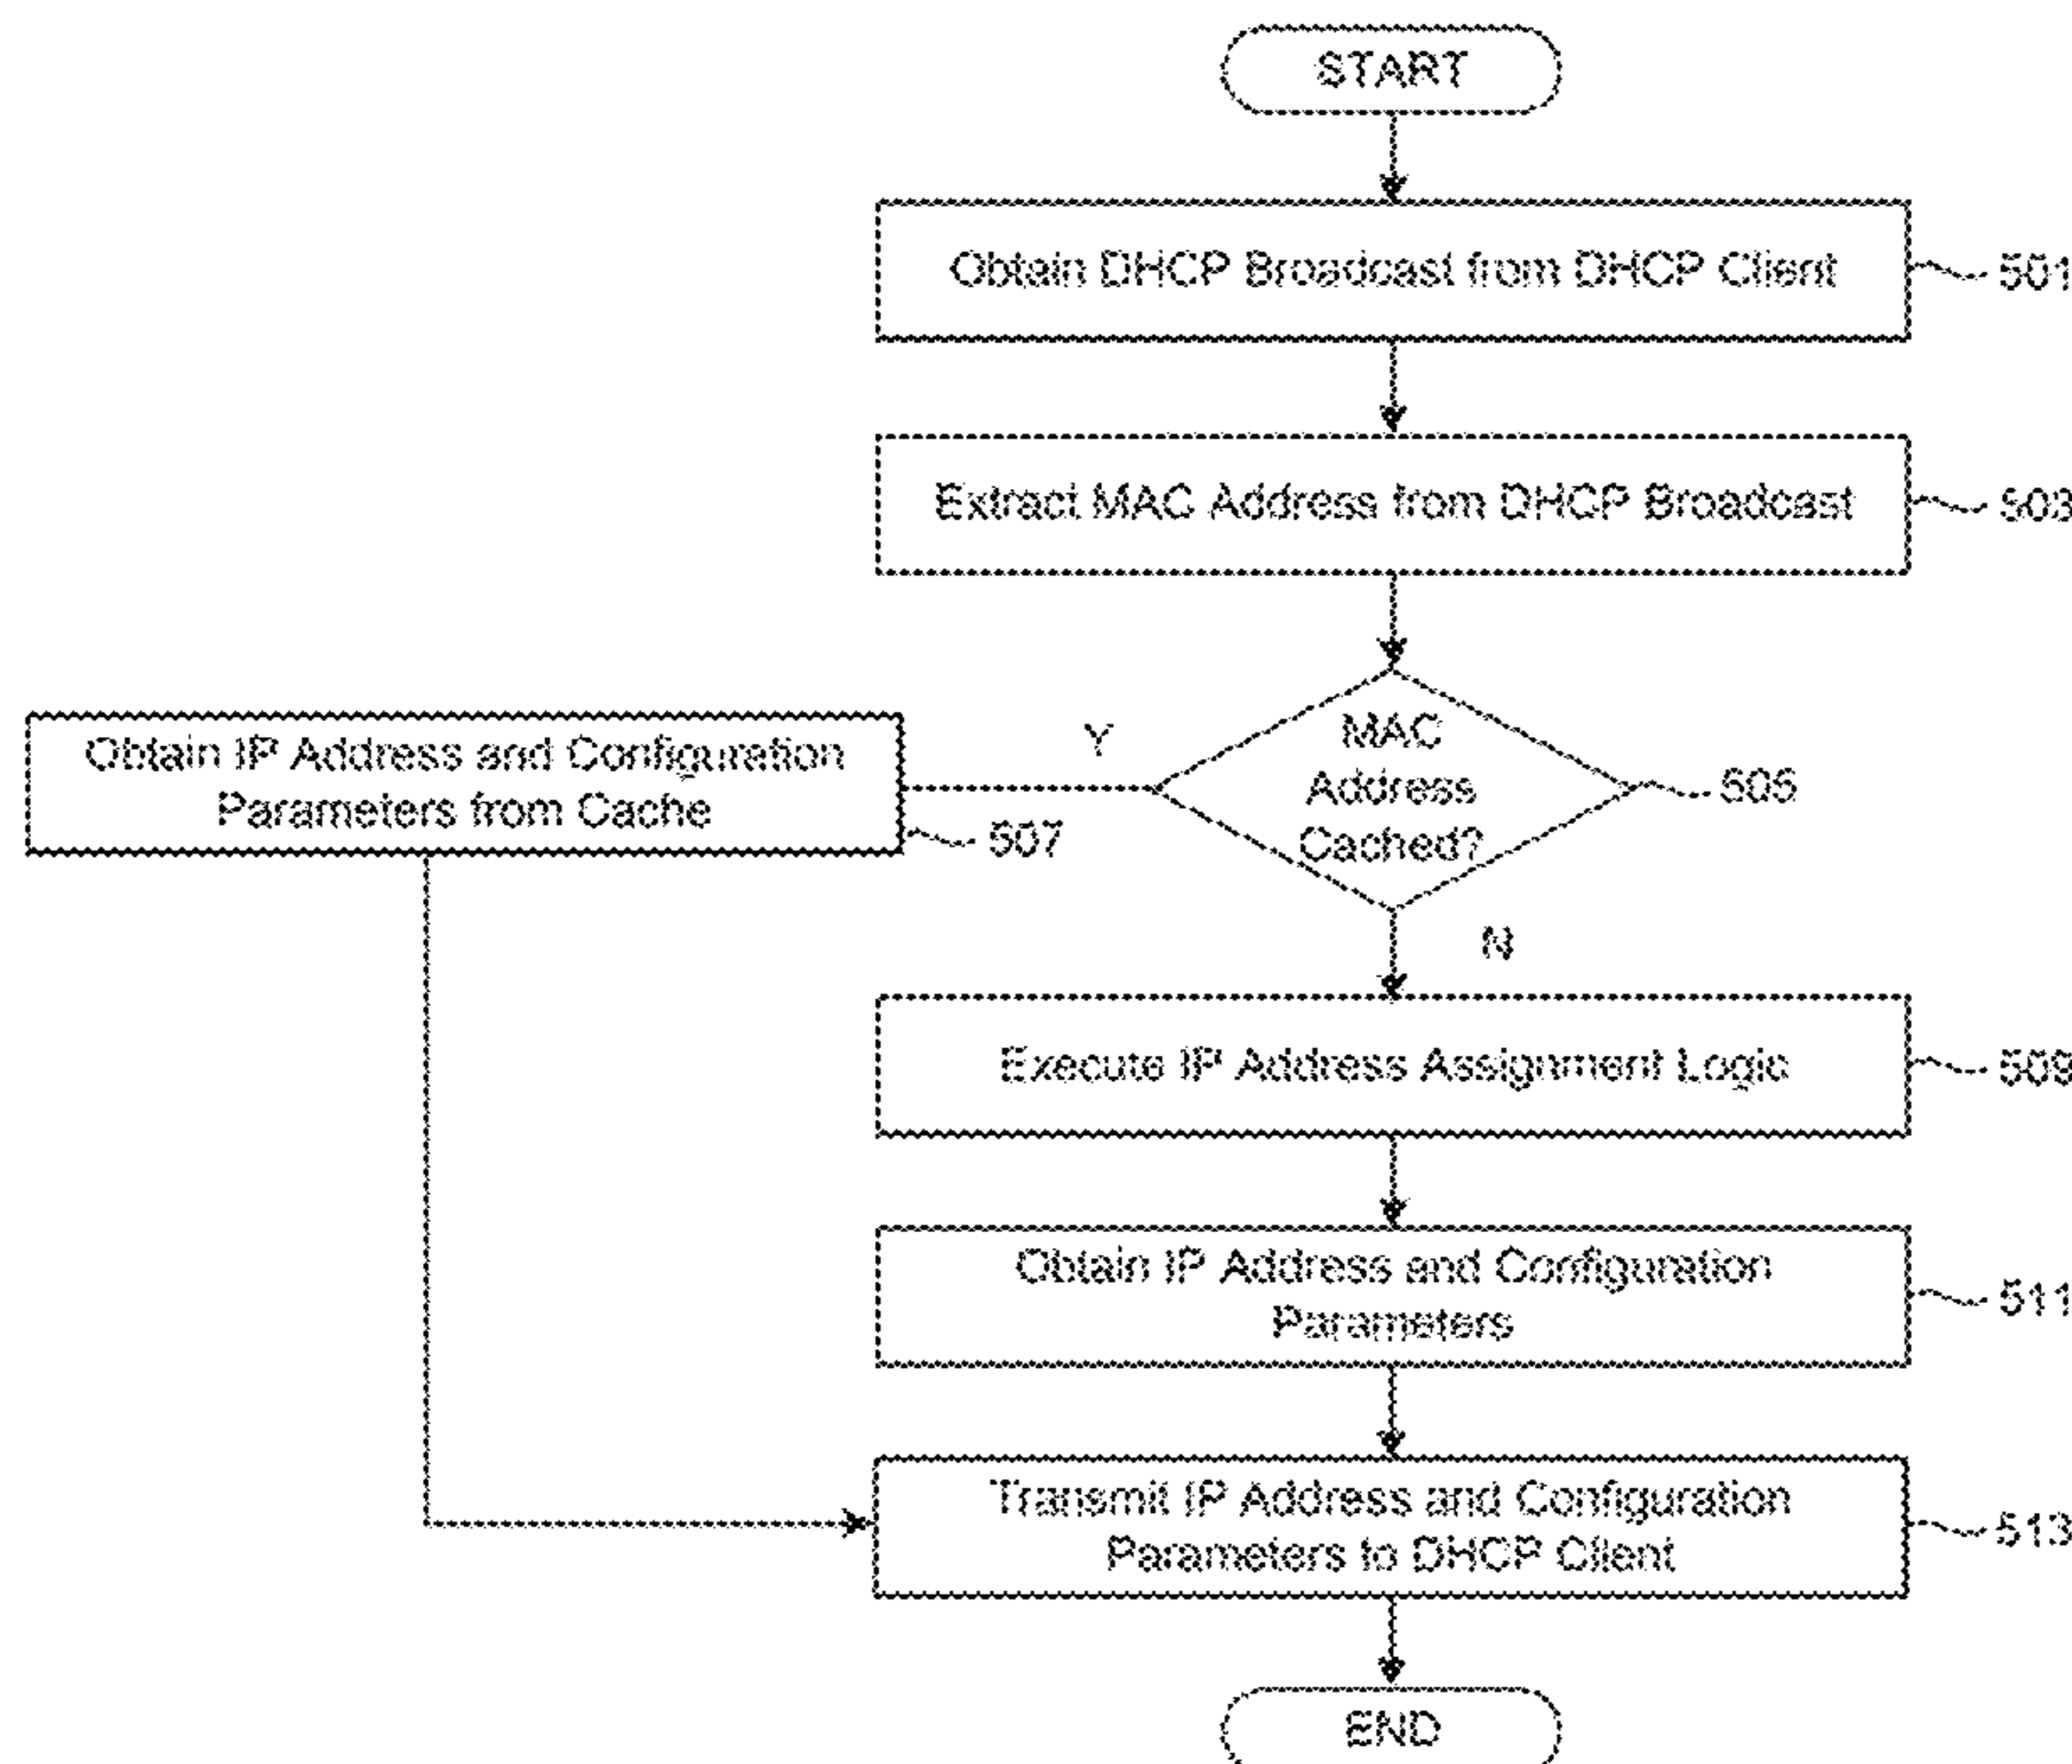 START
Obtain DHCP Broadcast from DHCP Client
501
Extract MAC Address from DHCP Broadcast
503
MAC
Address
Cached?
505
Y
Obtain IP Address and Configuration
Parameters from Cache
507
N
Execute IP Address Assignment Logic
509
Obtain IP Address and Configuration
Parameters
511
Transmit IP Address and Configuration
Parameters to DHCP Client
513
END